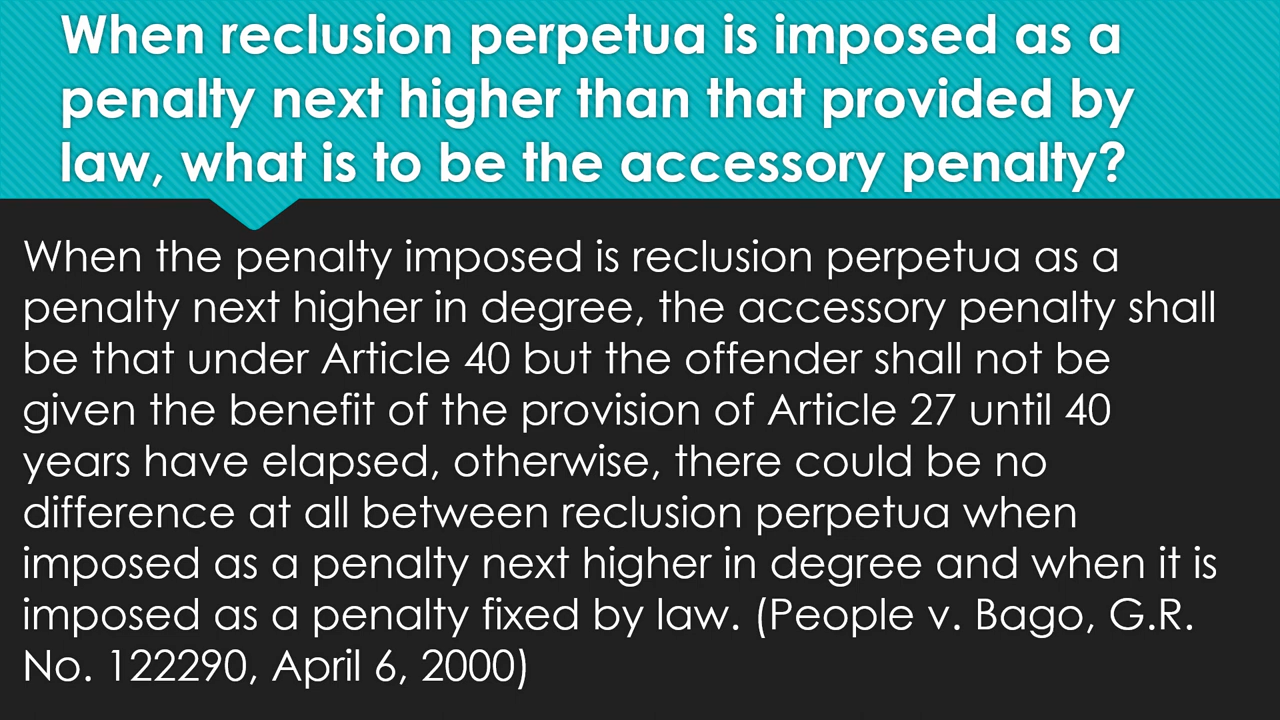 When reclusion perpetua is imposed as a
penalty next higher than that provided by
law, what is to be the accessory penalty?
When the penalty imposed is reclusion perpetua as a
penalty next higher in degree, the accessory penalty shall
be that under Article 40 but the offender shall not be
given the benefit of the provision of Article 27 until 40
years have elapsed, otherwise, there could be no
difference at all between reclusion perpetua when
imposed as a penalty next higher in degree and when it is
imposed as a penalty fixed by law. (People v. Bago, G.R.
No. 122290, April 6, 2000)